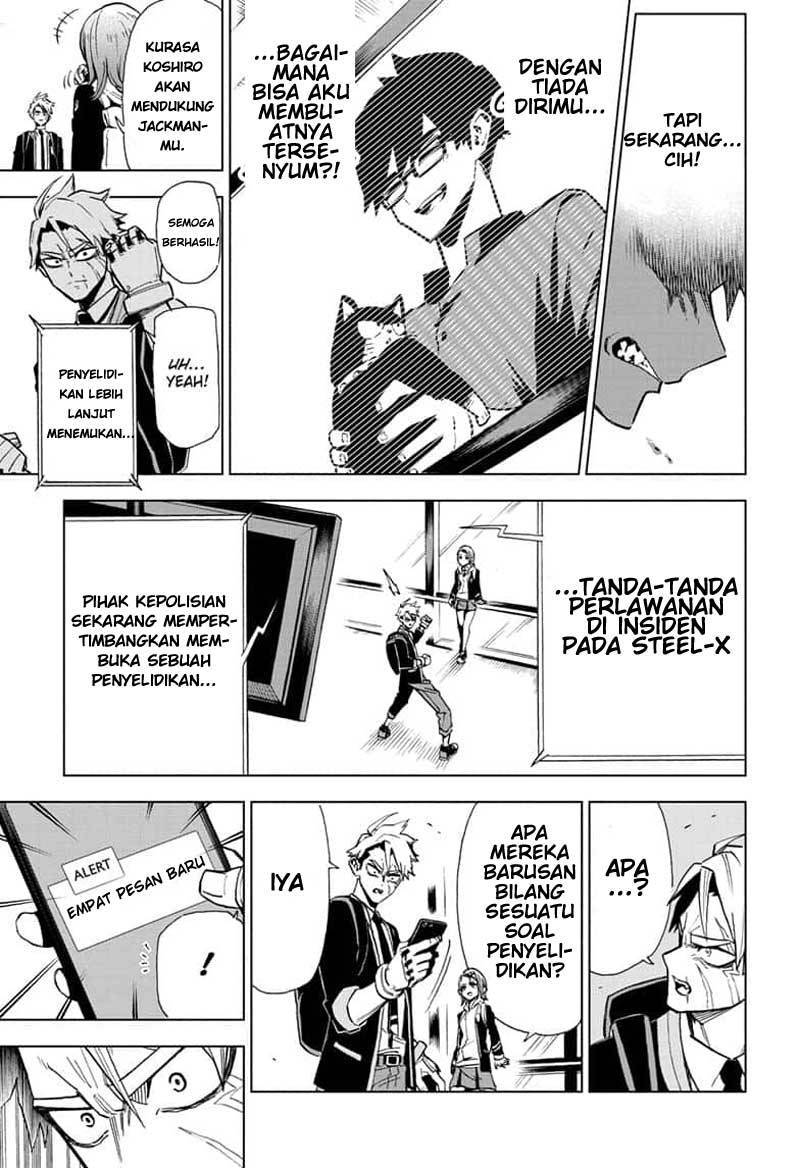 TAPI
SEKARANG...
CIH!
DENGAN
TIADA
DIRIMU...
...BAGAI-
MANA
BISA AKU
MEMBU-
ATNYA
TERSE-
NYUM?!
KURASA
KOSHIRO
AKAN
MENDUKUNG
JACKMAN-
MU.
SEMOGA
BERHASIL!
UH...
YEAH!
PENYELIDI-
KAN LEBIH
LANJUT
MENEMUKAN...
...TANDA-TANDA
PERLAWANAN
DI INSIDEN
PADA STEEL-X
PIHAK KEPOLISIAN
SEKARANG MEMPER-
TIMBANGKAN MEM-
BUKA SEBUAH
PENYELIDIKAN...
APA
...?
APA
MEREKA
BARUSAN
BILANG
SESUATU
SOAL
PENYELI-
DIKAN?
IYA
ALERT
EMPAT PESAN BARU
!